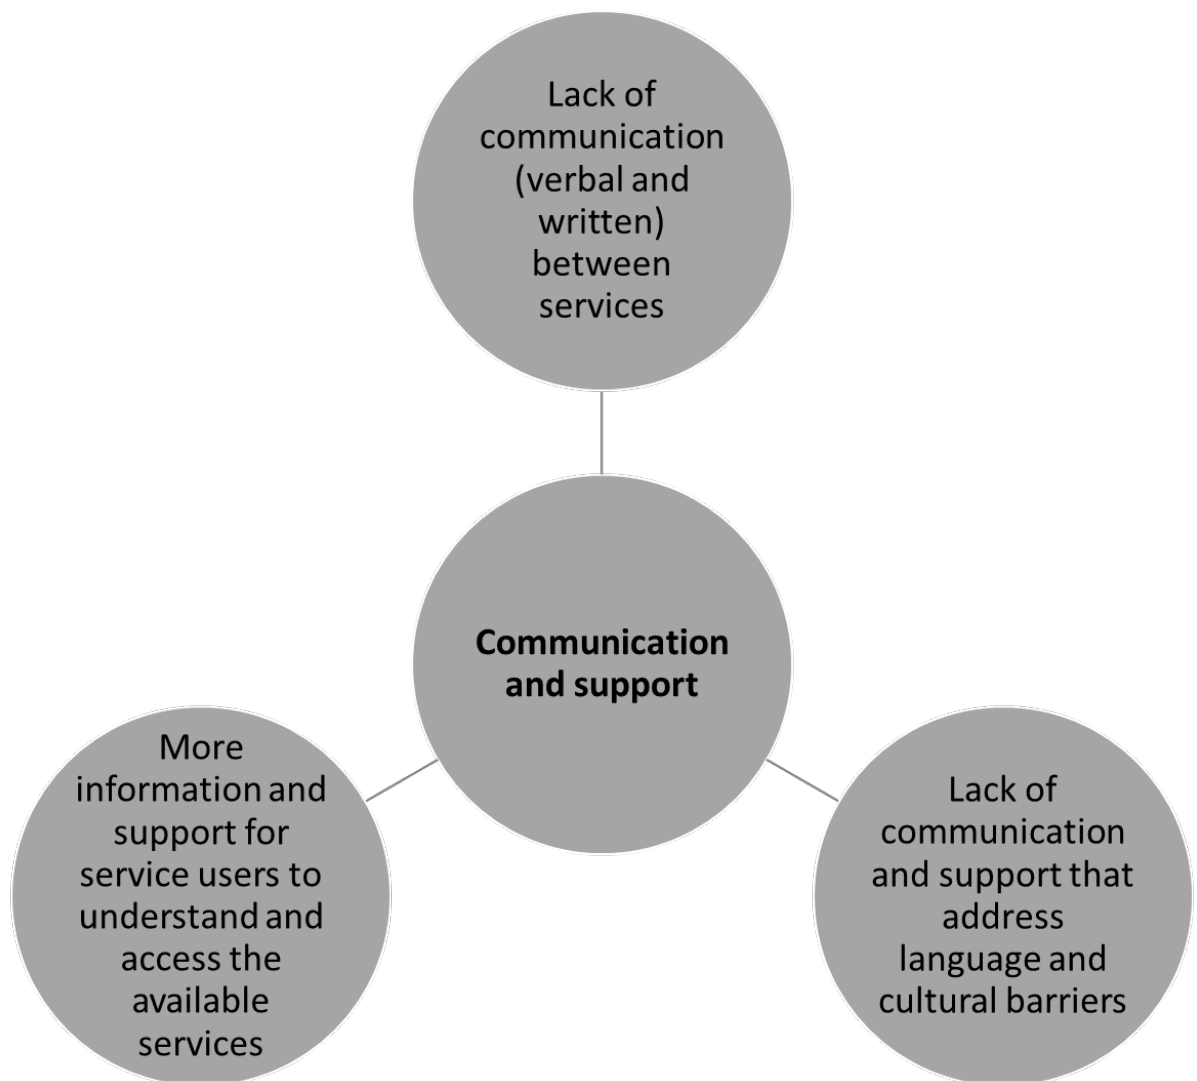 Lack of
communication
(verbal and
written)
between
services
Communication
and support
More
information and
support for
service users to
understand and
access the
available
services
Lack of
communication
and support that
address
language and
cultural barriers